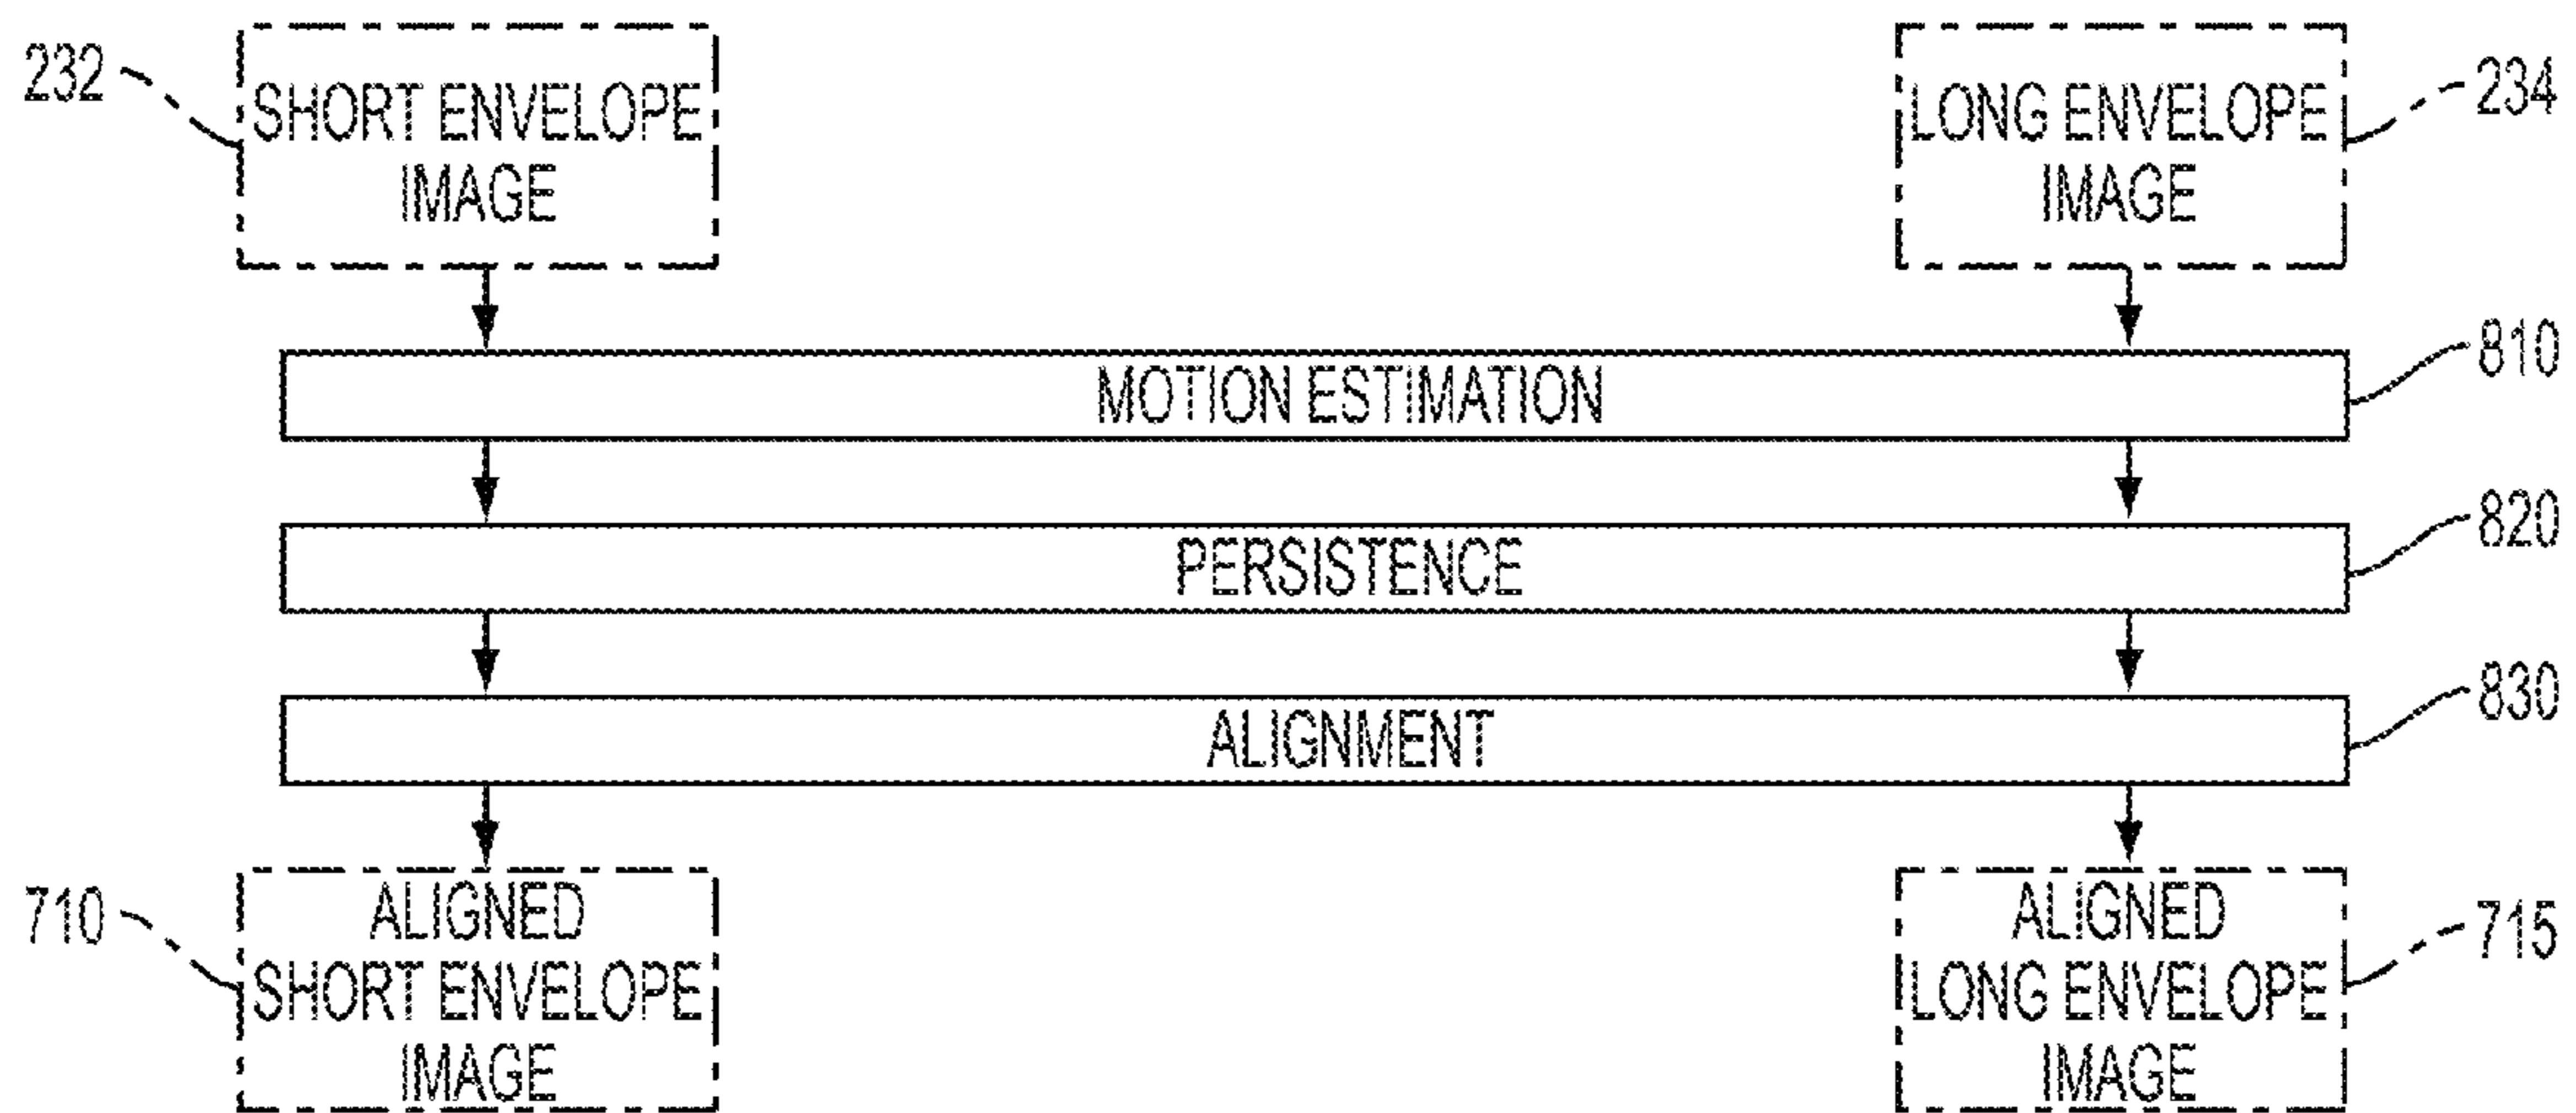 232
SHORT ENVELOPE
IMAGE
LONG ENVELOPE
IMAGE
234
MOTION ESTIMATION
810
PERSISTENCE
820
ALIGNMENT
830
710
ALIGNED
SHORT ENVELOPE
IMAGE
ALIGNED
LONG ENVELOPE
IMAGE
715